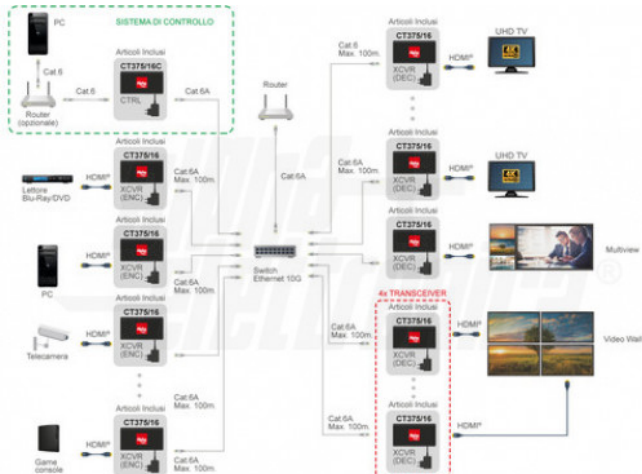 PC
SISTEMA DI CONTROLLO
Articoli Inclusi
CT375/16C
CTRL
Cat.6
Cat.6
Cat.6A
Router
(opzionale)
Router
Cat.6A
Articoli Inclusi
CT375/16
XCVR
(ENC)
HDMI®
Lettore
Blu-Ray/DVD
Cat.6A
Max. 100m.
Articoli Inclusi
CT375/16
XCVR
(ENC)
HDMI®
PC
Cat.6A
Max. 100m.
Articoli Inclusi
CT375/16
XCVR
(ENC)
HDMI®
Telecamera
Cat.6A
Max. 100m.
Articoli Inclusi
CT375/16
XCVR
(ENC)
HDMI®
Game
console
Cat.6A
Max. 100m.
Switch
Ethernet 10G
Cat.6
Max. 100m.
Articoli Inclusi
CT375/16
XCVR
(DEC)
HDMI®
UHD TV
4K
Cat.6A
Max. 100m.
Articoli Inclusi
CT375/16
XCVR
(DEC)
HDMI®
UHD TV
4K
Articoli Inclusi
CT375/16
XCVR
(DEC)
HDMI®
Multiview
4x TRANSCEIVER
Cat.6A
Max. 100m.
Articoli Inclusi
CT375/16
XCVR
(DEC)
HDMI®
Video Wall
Cat.6A
Max. 100m.
Articoli Inclusi
CT375/16
XCVR
(DEC)
HDMI®